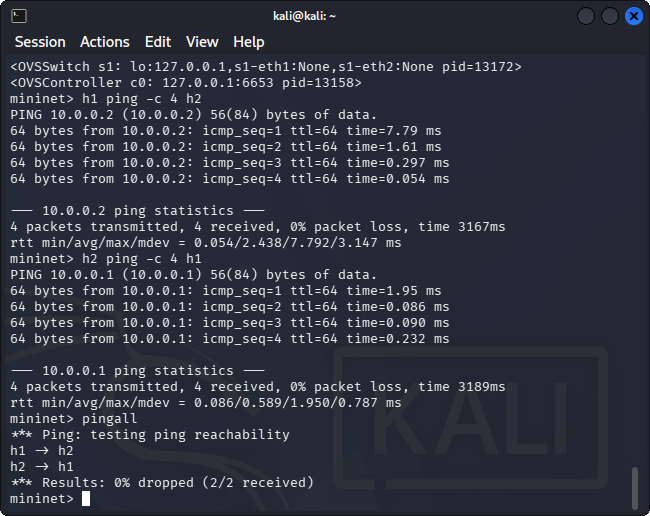 kali@kali: ~
Session Actions Edit View Help
<OVSSwitch s1: lo:127.0.0.1,s1-eth1:None,s1-eth2:None pid=13172>
<OVSController c0: 127.0.0.1:6653 pid=13158>
mininet> h1 ping -c 4 h2
PING 10.0.0.2 (10.0.0.2) 56(84) bytes of data.
64 bytes from 10.0.0.2: icmp_seq=1 ttl=64 time=7.79 ms
64 bytes from 10.0.0.2: icmp_seq=2 ttl=64 time=1.61 ms
64 bytes from 10.0.0.2: icmp_seq=3 ttl=64 time=0.297 ms
64 bytes from 10.0.0.2: icmp_seq=4 ttl=64 time=0.054 ms
--- 10.0.0.2 ping statistics ---
4 packets transmitted, 4 received, 0% packet loss, time 3167ms
rtt min/avg/max/mdev = 0.054/2.438/7.792/3.147 ms
mininet> h2 ping -c 4 h1
PING 10.0.0.1 (10.0.0.1) 56(84) bytes of data.
64 bytes from 10.0.0.1: icmp_seq=1 ttl=64 time=1.95 ms
64 bytes from 10.0.0.1: icmp_seq=2 ttl=64 time=0.086 ms
64 bytes from 10.0.0.1: icmp_seq=3 ttl=64 time=0.090 ms
64 bytes from 10.0.0.1: icmp_seq=4 ttl=64 time=0.232 ms
--- 10.0.0.1 ping statistics ---
4 packets transmitted, 4 received, 0% packet loss, time 3189ms
rtt min/avg/max/mdev = 0.086/0.589/1.950/0.787 ms
mininet> pingall
*** Ping: testing ping reachability
h1 -> h2
h2 -> h1
*** Results: 0% dropped (2/2 received)
mininet>
KALI